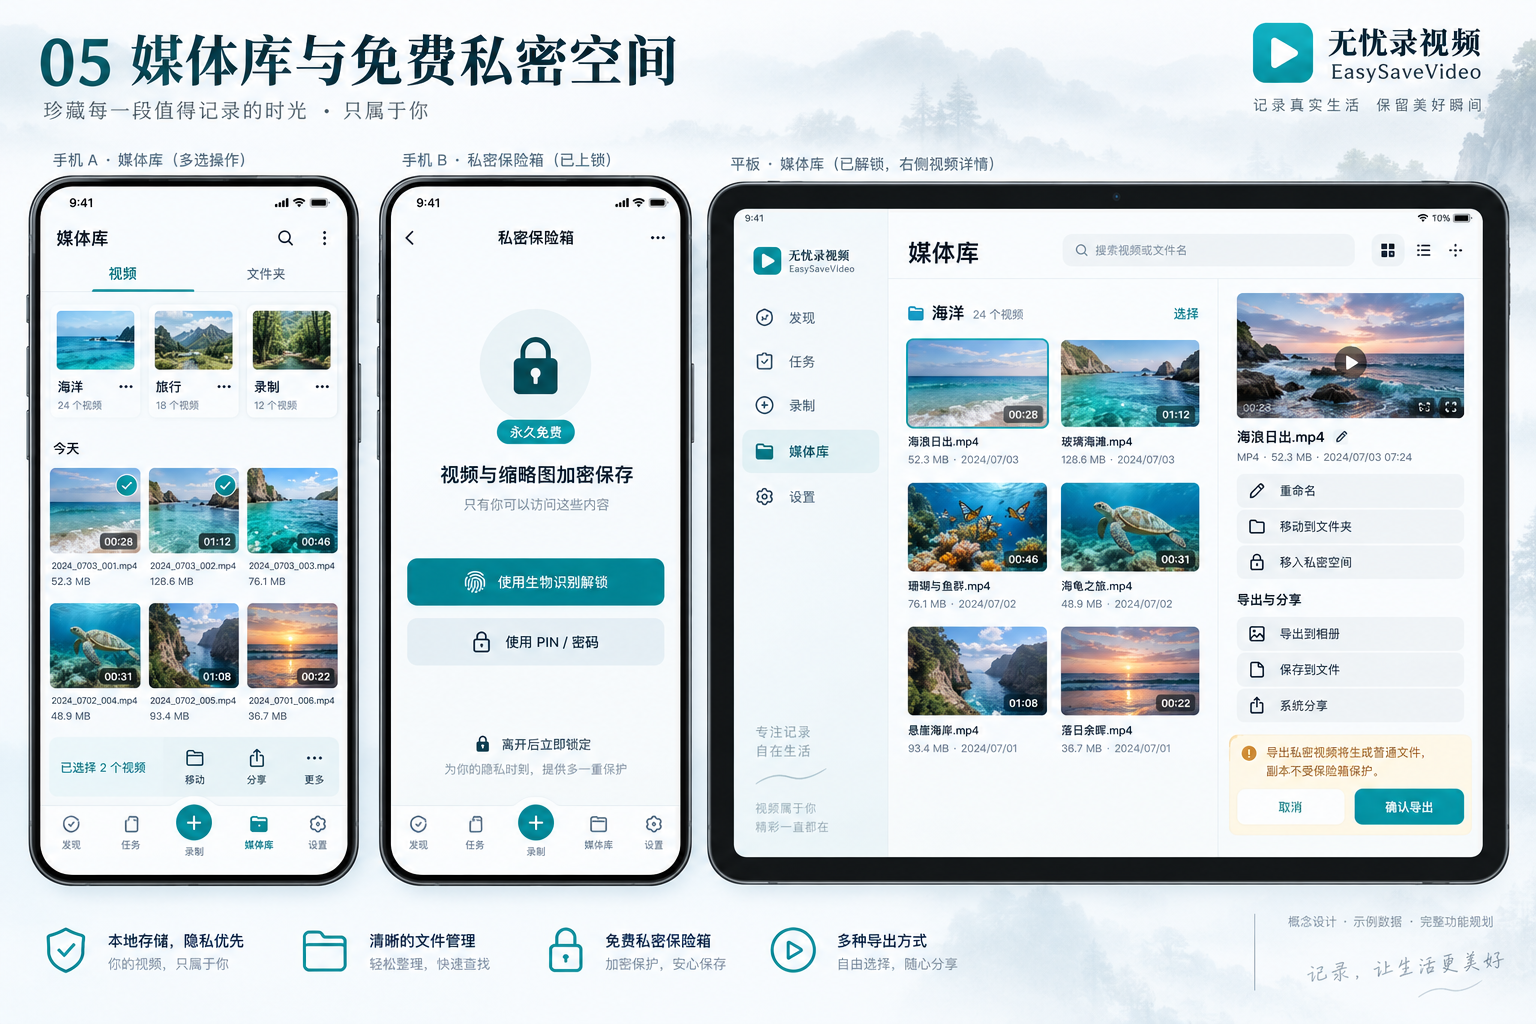 05 媒体库与免费私密空间
珍藏每一段值得记录的时光 · 只属于你
无忧录视频
EasySaveVideo
记录真实生活 保留美好瞬间
手机 A · 媒体库（多选操作）
9:41
媒体库
视频 文件夹
海洋 旅行 录制
24 个视频 18 个视频 12 个视频
今天
00:28 01:12 00:46
2024_0703_001.mp4 2024_0703_002.mp4 2024_0703_003.mp4
52.3 MB 128.6 MB 76.1 MB
00:31 01:08 00:22
2024_0702_004.mp4 2024_0702_005.mp4 2024_0701_006.mp4
48.9 MB 93.4 MB 36.7 MB
已选择 2 个视频 移动 分享 更多
发现 任务 录制 媒体库 设置
手机 B · 私密保险箱（已上锁）
9:41
私密保险箱
永久免费
视频与缩略图加密保存
只有你可以访问这些内容
使用生物识别解锁
使用 PIN / 密码
离开后立即锁定
为你的隐私时到，提供多一重保护
发现 任务 录制 媒体库 设置
平板 · 媒体库（已解锁，右侧视频详情）
9:41 10%
无忧录视频
EasySaveVideo
发现
任务
录制
媒体库
设置
专注记录
自在生活
视频属于你
精彩一直都在
媒体库
搜索视频或文件名
海洋 24 个视频 选择
00:28 01:12
海浪日出.mp4 玻璃海滩.mp4
52.3 MB · 2024/07/03 128.6 MB · 2024/07/03
00:46 00:31
珊瑚与鱼群.mp4 海龟之旅.mp4
76.1 MB · 2024/07/02 48.9 MB · 2024/07/02
01:08 00:22
悬崖海岸.mp4 落日余晖.mp4
93.4 MB · 2024/07/01 36.7 MB · 2024/07/01
00:28
海浪日出.mp4
MP4 · 52.3 MB · 2024/07/03 07:24
重命名
移动到文件夹
移入私密空间
导出与分享
导出到相册
保存到文件
系统分享
导出私密视频将生成普通文件，
副本不受保险箱保护。
取消 确认导出
本地存储，隐私优先
你的视频，只属于你
清晰的文件管理
轻松整理，快速查找
免费私密保险箱
加密保护，安心保存
多种导出方式
自由选择，随心分享
概念设计 · 示例数据 · 完整功能规划
记录，让生活更美好